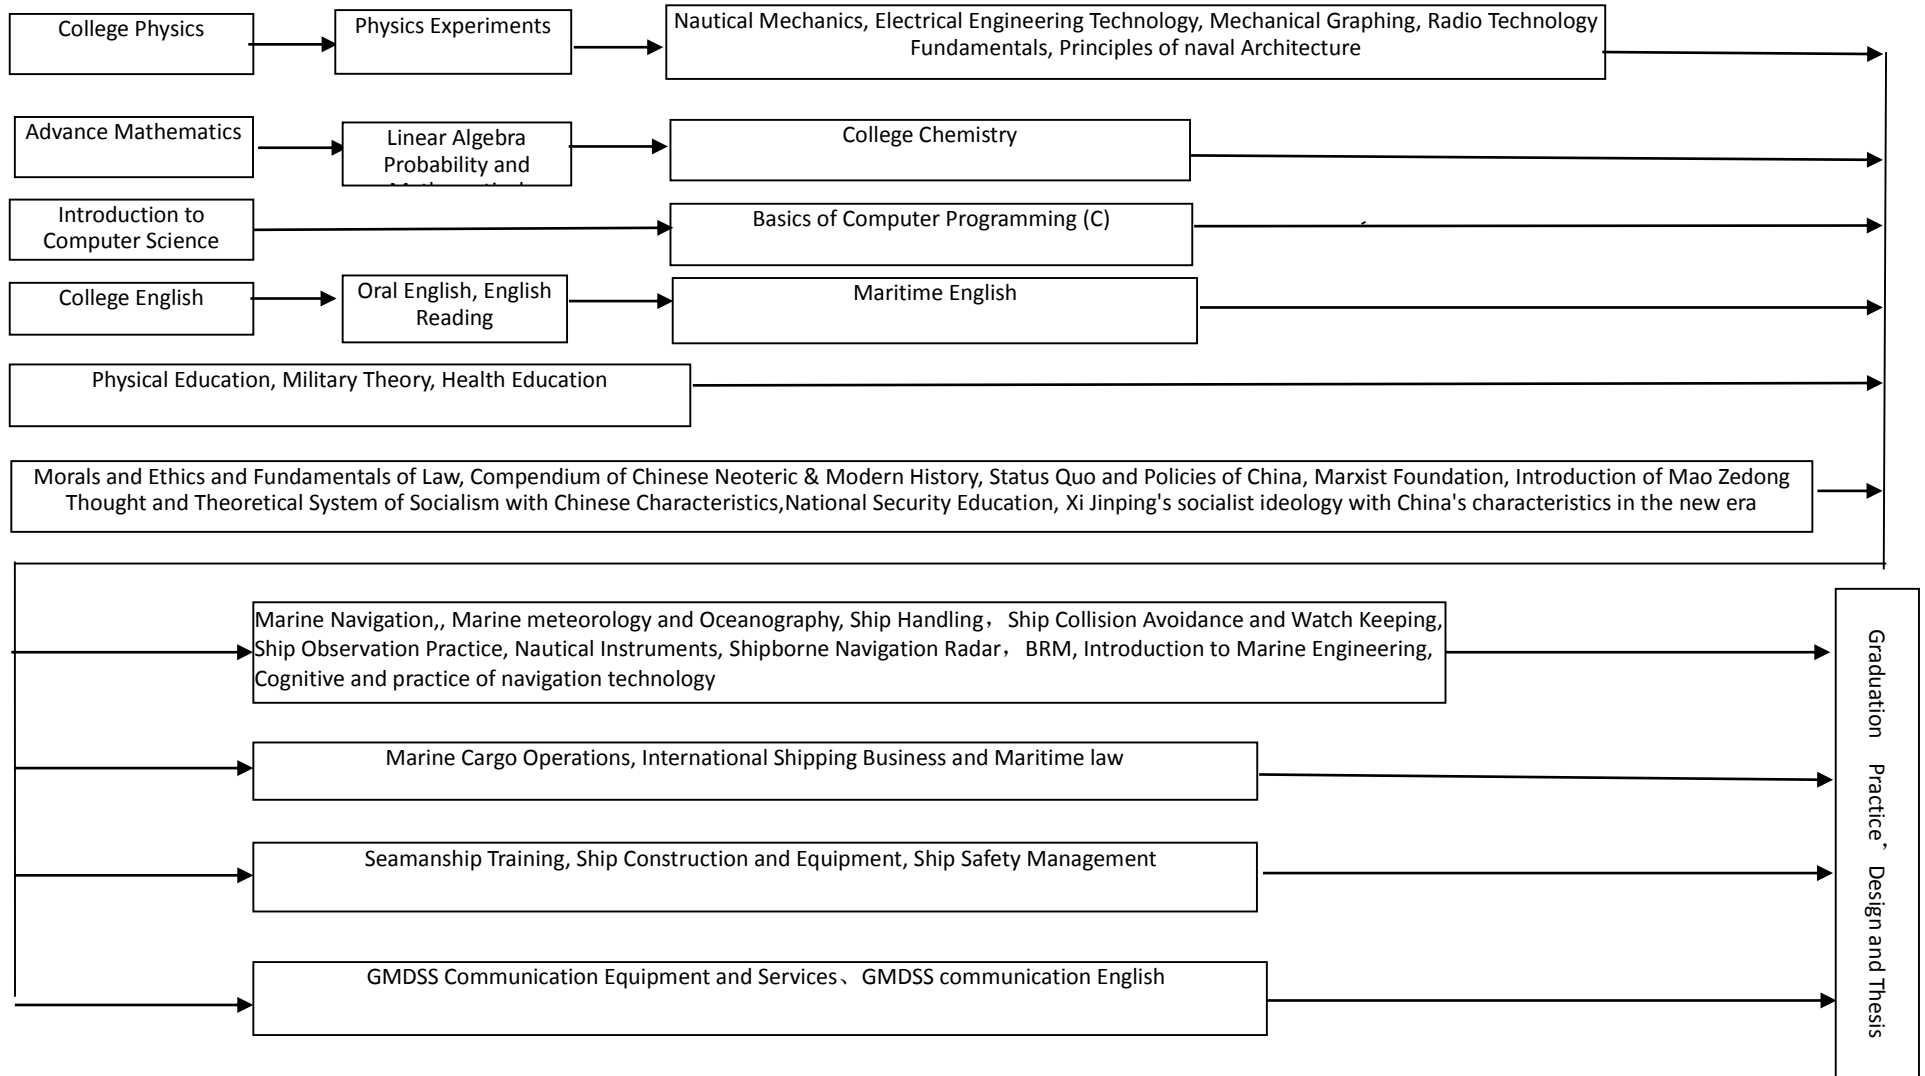 College Physics
Physics Experiments
Nautical Mechanics, Electrical Engineering Technology, Mechanical Graphing, Radio Technology
Fundamentals, Principles of naval Architecture
Advance Mathematics
Linear Algebra
Probability and
College Chemistry
Introduction to
Computer Science
Basics of Computer Programming (C)
College English
Oral English, English
Reading
Maritime English
Physical Education, Military Theory, Health Education
Morals and Ethics and Fundamentals of Law, Compendium of Chinese Neoteric & Modern History, Status Quo and Policies of China, Marxist Foundation, Introduction of Mao Zedong
Thought and Theoretical System of Socialism with Chinese Characteristics,National Security Education, Xi Jinping's socialist ideology with China's characteristics in the new era
Marine Navigation,, Marine meteorology and Oceanography, Ship Handling，Ship Collision Avoidance and Watch Keeping,
Ship Observation Practice, Nautical Instruments, Shipborne Navigation Radar，BRM, Introduction to Marine Engineering,
Cognitive and practice of navigation technology
Marine Cargo Operations, International Shipping Business and Maritime law
Seamanship Training, Ship Construction and Equipment, Ship Safety Management
GMDSS Communication Equipment and Services、GMDSS communication English
Graduation Practice，Design and Thesis